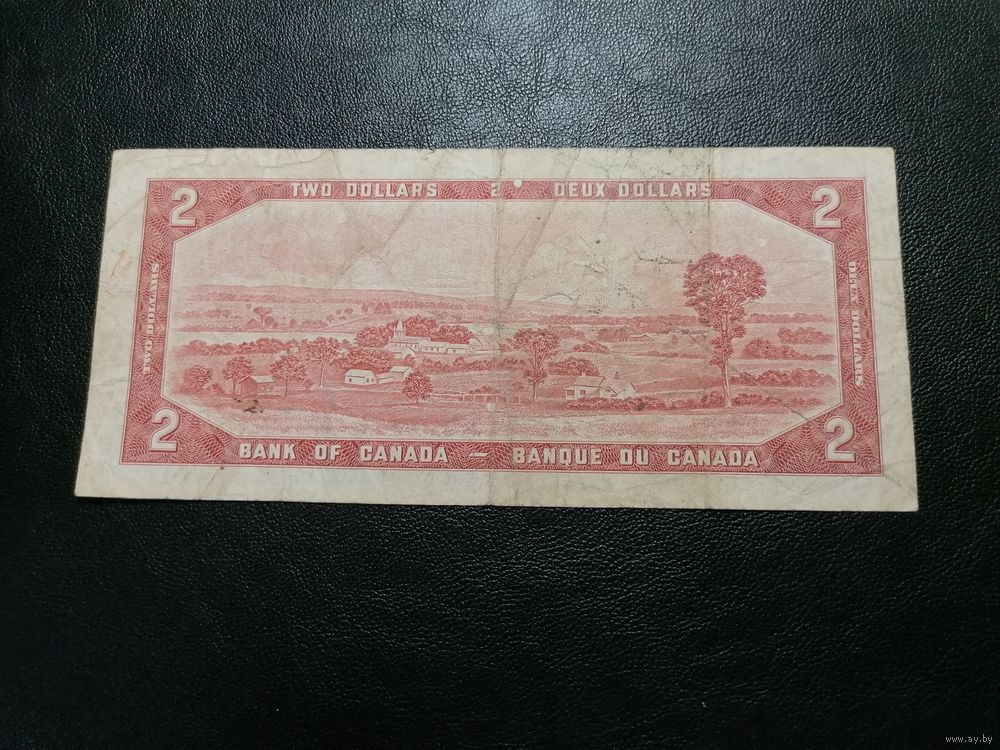 TWO DOLLARS 2 DEUX DOLLARS
2
2
TWO DOLLARS
DEUX DOLLARS
2
2
BANK OF CANADA — BANQUE DU CANADA
www.ay.by